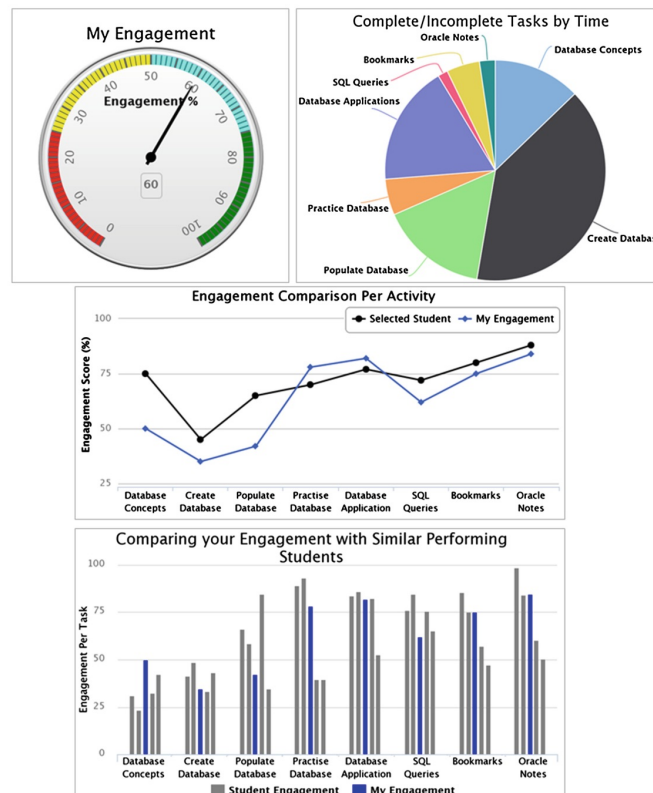 My Engagement
Engagement %
0
10
20
30
40
50
60
70
80
90
100
60
Complete/Incomplete Tasks by Time
Oracle Notes
Database Concepts
Bookmarks
SQL Queries
Database Applications
Practice Database
Create Databas
Populate Database
Engagement Comparison Per Activity
Selected Student My Engagement
Engagement Score (%)
100
75
50
25
Database Concepts
Create Database
Populate Database
Practise Database
Database Application
SQL Queries
Bookmarks
Oracle Notes
Comparing your Engagement with Similar Performing
Students
Engagement Per Task
100
75
50
25
0
Database Concepts
Create Database
Populate Database
Practise Database
Database Application
SQL Queries
Bookmarks
Oracle Notes
Student Engagement My Engagement